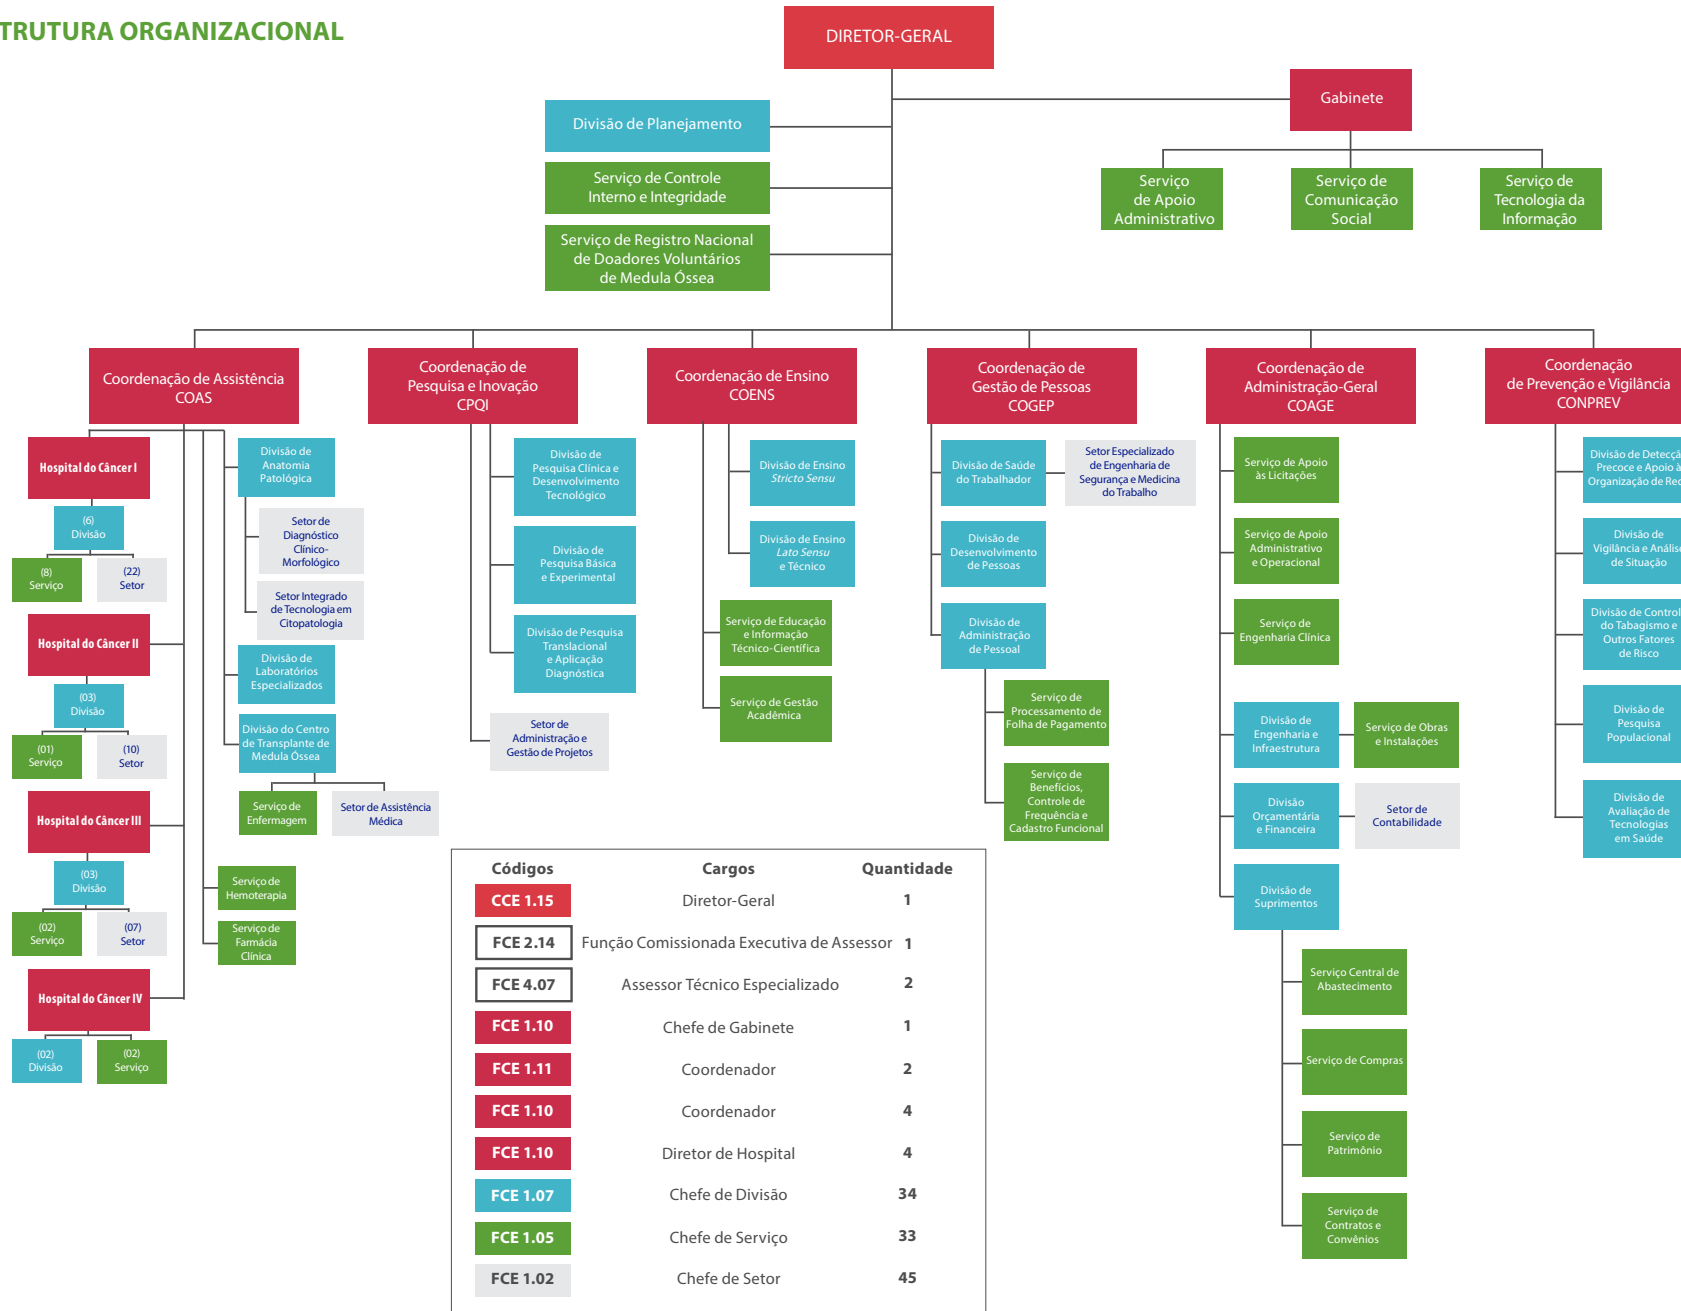 TRUTURA ORGANIZACIONAL
DIRETOR-GERAL
Gabinete
Divisão de Planejamento
Serviço de Controle
Interno e Integridade
Serviço de Registro Nacional
de Doadores Voluntários
de Medula Óssea
Serviço
de Apoio
Administrativo
Serviço de
Comunicação
Social
Serviço de
Tecnologia da
Informação
Coordenação de Assistência
COAS
Coordenação de
Pesquisa e Inovação
CPQI
Coordenação de Ensino
COENS
Coordenação de
Gestão de Pessoas
COGEP
Coordenação de
Administração-Geral
COAGE
Coordenação
de Prevenção e Vigilância
CONPREV
Hospital do Câncer I
(6)
Divisão
(8)
Serviço
(22)
Setor
Hospital do Câncer II
(03)
Divisão
(01)
Serviço
(10)
Setor
Hospital do Câncer III
(03)
Divisão
(02)
Serviço
(07)
Setor
Hospital do Câncer IV
(02)
Divisão
(02)
Serviço
Divisão de
Anatomia
Patológica
Setor de
Diagnóstico
Clínico-
Morfológico
Setor Integrado
de Tecnologia em
Citopatologia
Divisão de
Laboratórios
Especializados
Divisão do Centro
de Transplante de
Medula Óssea
Serviço de
Enfermagem
Setor de Assistência
Médica
Serviço de
Hemoterapia
Serviço de
Farmácia
Clínica
Divisão de
Pesquisa Clínica e
Desenvolvimento
Tecnológico
Divisão de
Pesquisa Básica
e Experimental
Divisão de Pesquisa
Translacional
e Aplicação
Diagnóstica
Setor de
Administração e
Gestão de Projetos
Divisão de Ensino
Stricto Sensu
Divisão de Ensino
Lato Sensu
e Técnico
Serviço de Educação
e Informação
Técnico-Científica
Serviço de Gestão
Acadêmica
Divisão de Saúde
do Trabalhador
Setor Especializado
de Engenharia de
Segurança e Medicina
do Trabalho
Divisão de
Desenvolvimento
de Pessoas
Divisão de
Administração
de Pessoal
Serviço de
Processamento de
Folha de Pagamento
Serviço de
Benefícios,
Controle de
Frequência e
Cadastro Funcional
Serviço de Apoio
às Licitações
Serviço de Apoio
Administrativo
e Operacional
Serviço de
Engenharia Clínica
Divisão de
Engenharia e
Infraestrutura
Serviço de Obras
e Instalações
Divisão
Orçamentária
e Financeira
Setor de
Contabilidade
Divisão de
Suprimentos
Serviço Central de
Abastecimento
Serviço de Compras
Serviço de
Patrimônio
Serviço de
Contratos e
Convênios
Divisão de Detecçã
Precoce e Apoio à
Organização de Rede
Divisão de
Vigilância e Análise
de Situação
Divisão de Control
do Tabagismo e
Outros Fatores
de Risco
Divisão de
Pesquisa
Populacional
Divisão de
Avaliação de
Tecnologias
em Saúde
Códigos Cargos Quantidade
CCE 1.15 Diretor-Geral 1
FCE 2.14 Função Comissionada Executiva de Assessor 1
FCE 4.07 Assessor Técnico Especializado 2
FCE 1.10 Chefe de Gabinete 1
FCE 1.11 Coordenador 2
FCE 1.10 Coordenador 4
FCE 1.10 Diretor de Hospital 4
FCE 1.07 Chefe de Divisão 34
FCE 1.05 Chefe de Serviço 33
FCE 1.02 Chefe de Setor 45